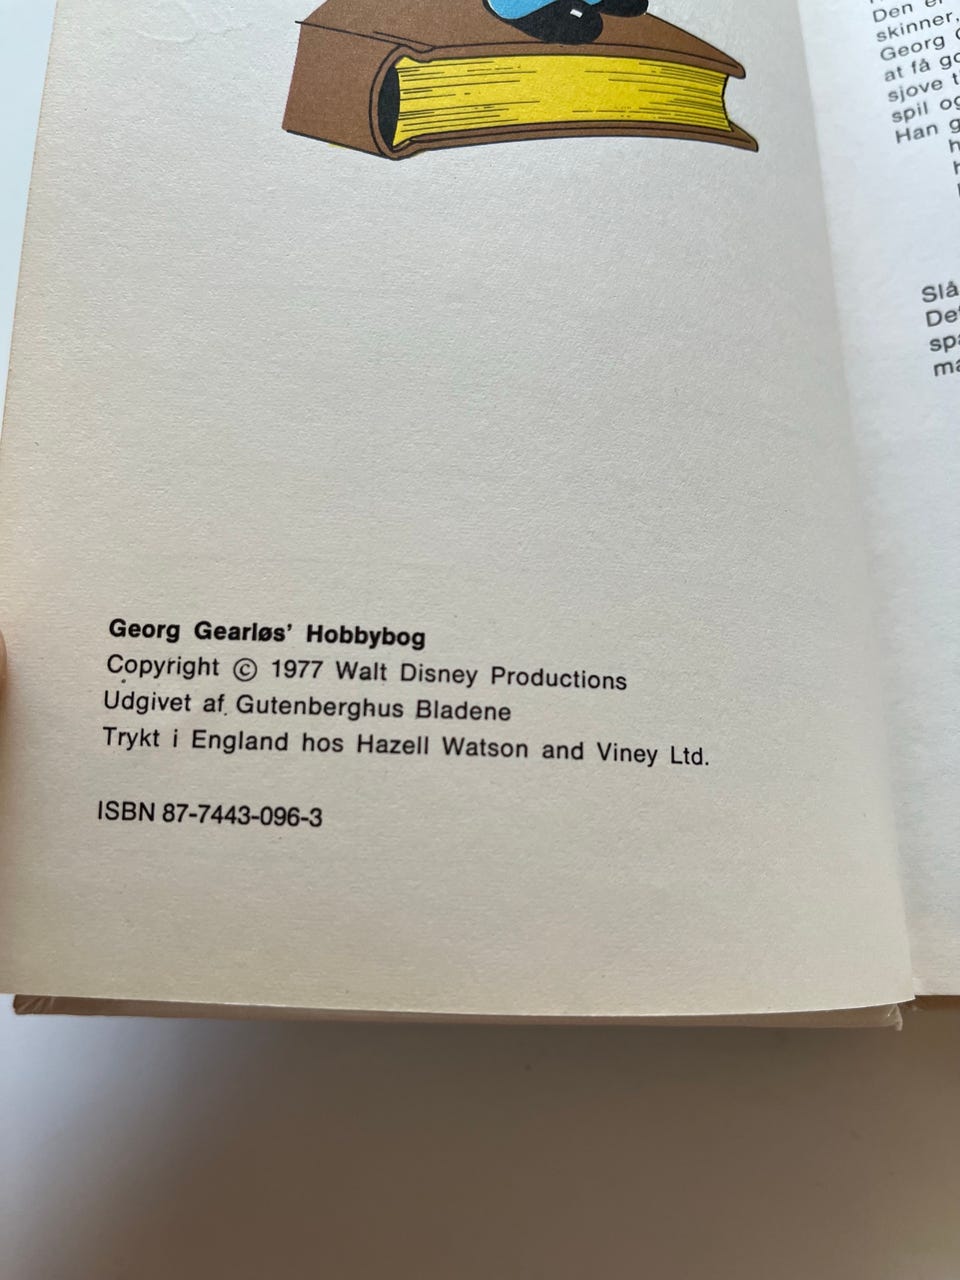 Georg Gearløs' Hobbybog
Copyright © 1977 Walt Disney Productions
Udgivet af Gutenberghus Bladene
Trykt i England hos Hazell Watson and Viney Ltd.
ISBN 87-7443-096-3
Den er
skinner,
Georg
at få
sjove
spil
Han
Slå